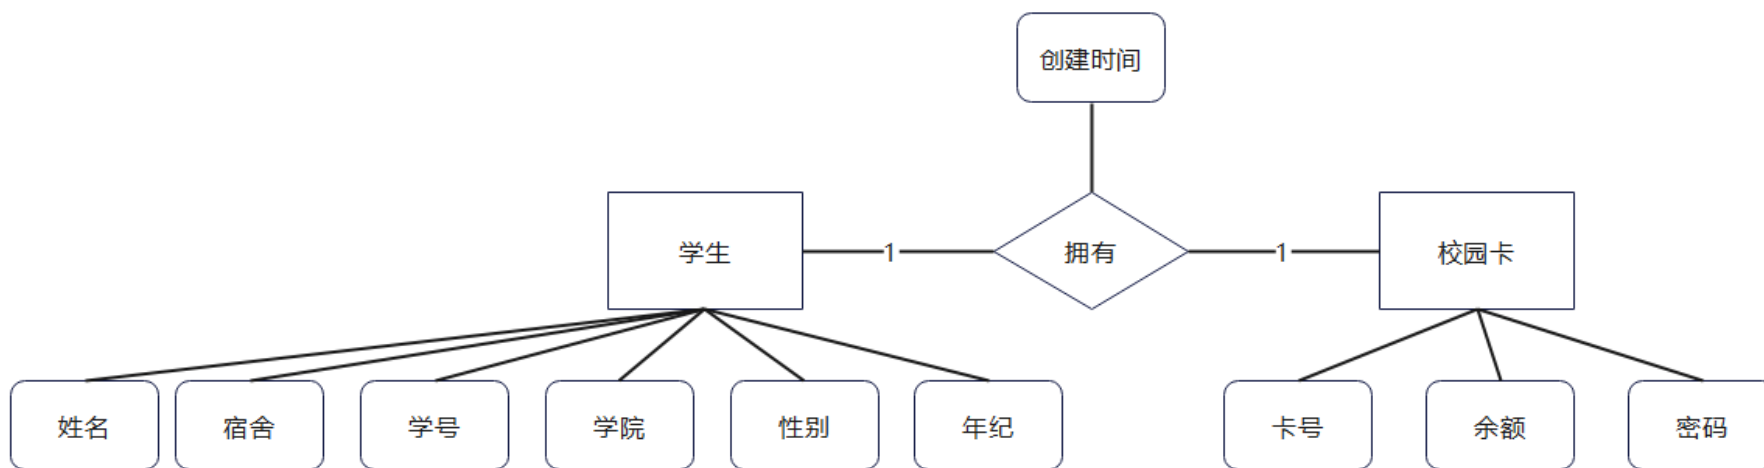 创建时间
学生
1
拥有
1
校园卡
姓名
宿舍
学号
学院
性别
年纪
卡号
余额
密码